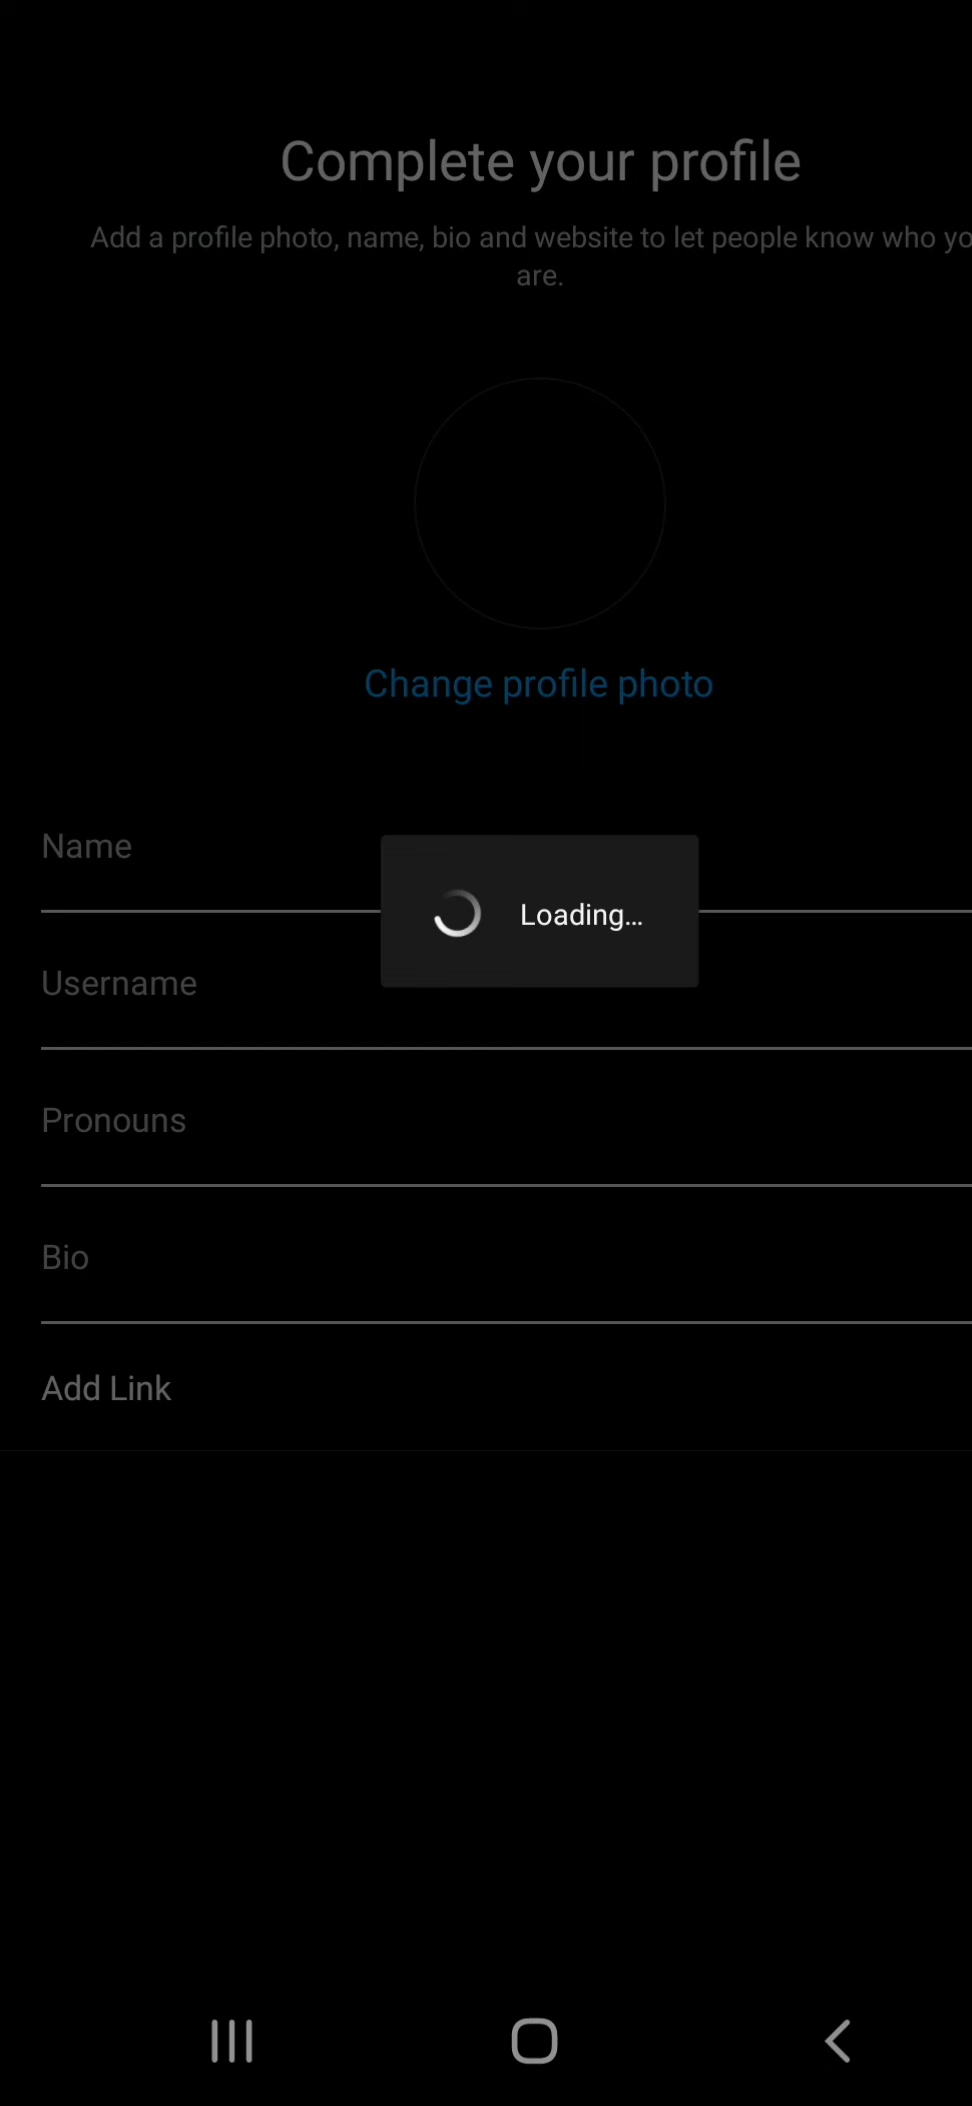 Complete your profile
Add a profile photo, name, bio and website to let people know who yo
are.
Change profile photo
Name
Loading...
Username
Pronouns
Bio
Add Link